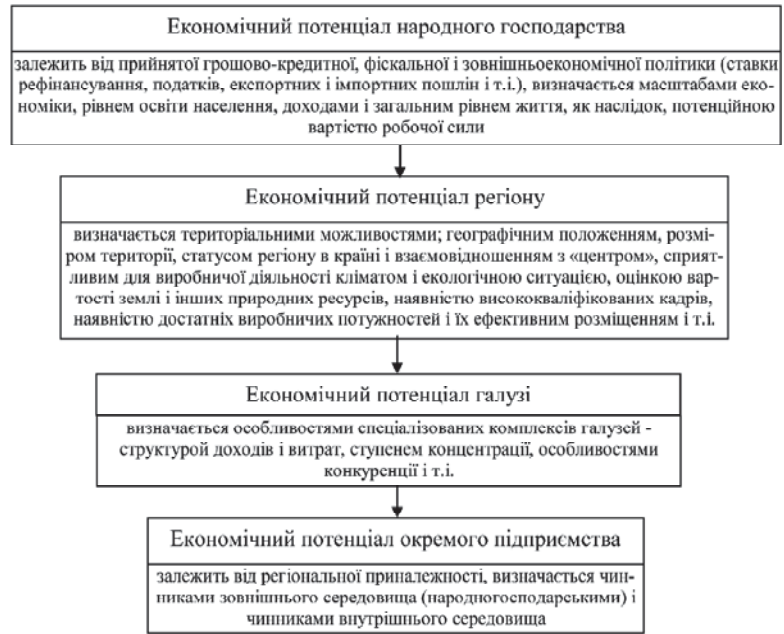 Економічний потенціал народного господарства
залежить від прийнятої грошово-кредитної, фіскальної і зовнішньоекономічної політики (ставки
рефінансування, податків, експортних і імпортних пошлін і т.і.), визначається масштабами еко-
номіки, рівнем освіти населення, доходами і загальним рівнем життя, як наслідок, потенційною
вартістю робочої сили
Економічний потенціал регіону
визначається територіальними можливостями; географічним положенням, розмі-
ром території, статусом регіону в країні і взаємовідношенням з «центром», сприят-
ливим для виробничої діяльності кліматом і екологічною ситуацією, оцінкою вар-
тості землі і інших природних ресурсів, наявністю висококваліфікованих кадрів,
наявністю достатніх виробничих потужностей і їх ефективним розміщенням і т.і.
Економічний потенціал галузі
визначається особливостями спеціалізованих комплексів галузей -
структурой доходів і витрат, ступенем концентрації, особливостями
конкуренції і т.і.
Економічний потенціал окремого підприємства
залежить від регіональної приналежності, визначається чин-
никами зовнішнього середовища (народногосподарськими) і
чинниками внутрішнього середовища